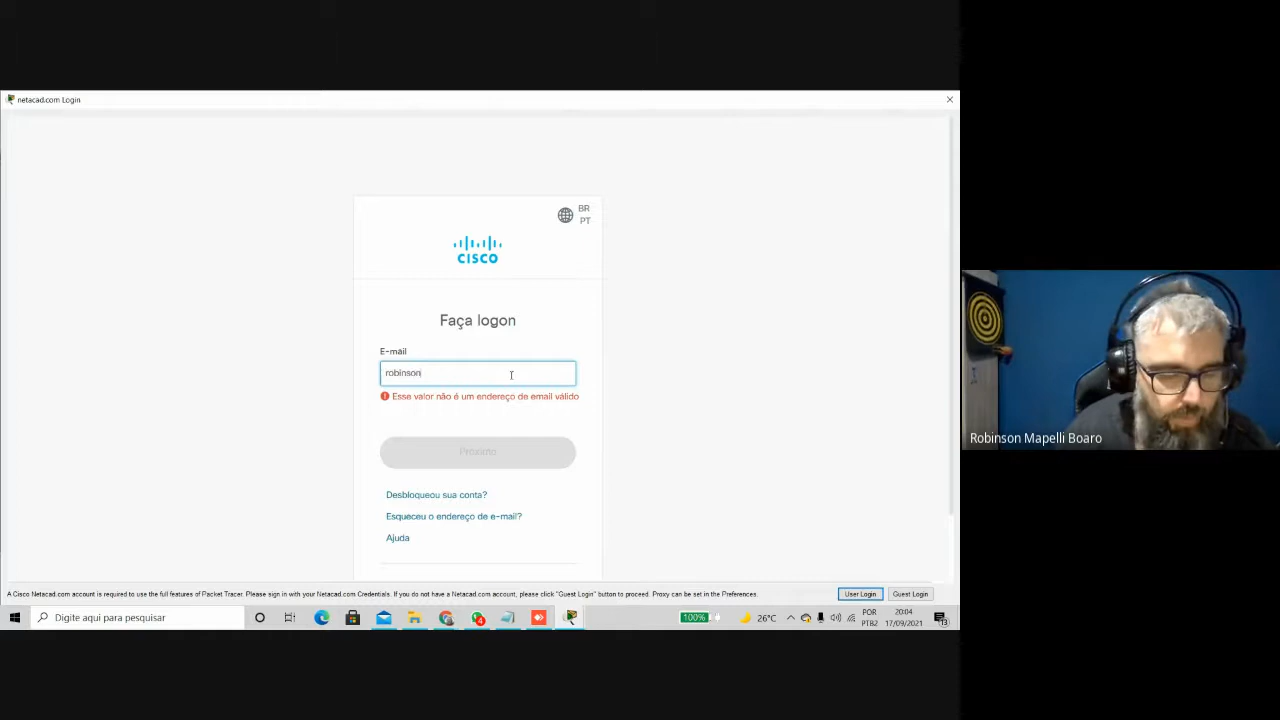 netacad.com Login
BR
PT
CISCO
Faça logon
E-mail
robinson
Esse valor não é um endereço de email válido
Próximo
Desbloqueou sua conta?
Esqueceu o endereço de e-mail?
Ajuda
A Cisco Netacad.com account is required to use the full features of Packet Tracer. Please sign in with your Netacad.com Credentials. If you do not have a Netacad.com account, please click "Guest Login" button to proceed. Proxy can be set in the Preferences.
User Login
Guest Login
Digite aqui para pesquisar
4
100%
26°C
POR
PTB2
20:04
17/09/2021
13
Robinson Mapelli Boaro